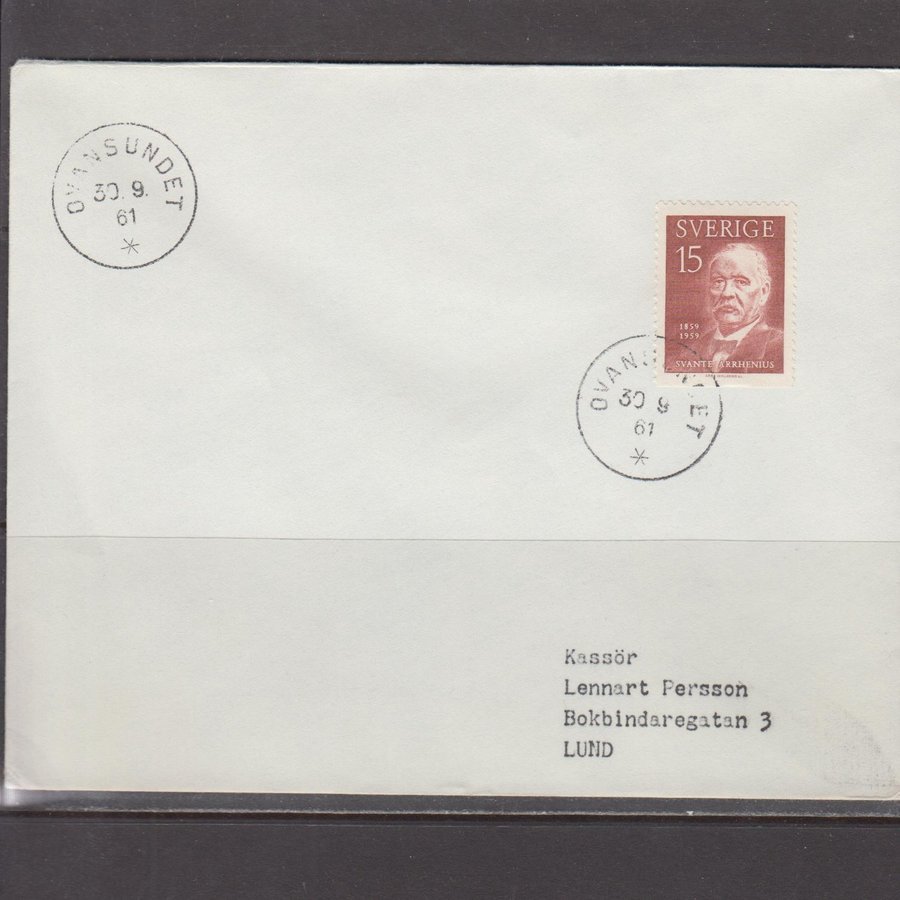 OVANSUNDET
30. 9.
61
SVERIGE
15
1859
1959
SVANTE ARRHENIUS
OVANSUNDET
30 9
61
Kassör
Lennart Persson
Bokbindaregatan 3
LUND